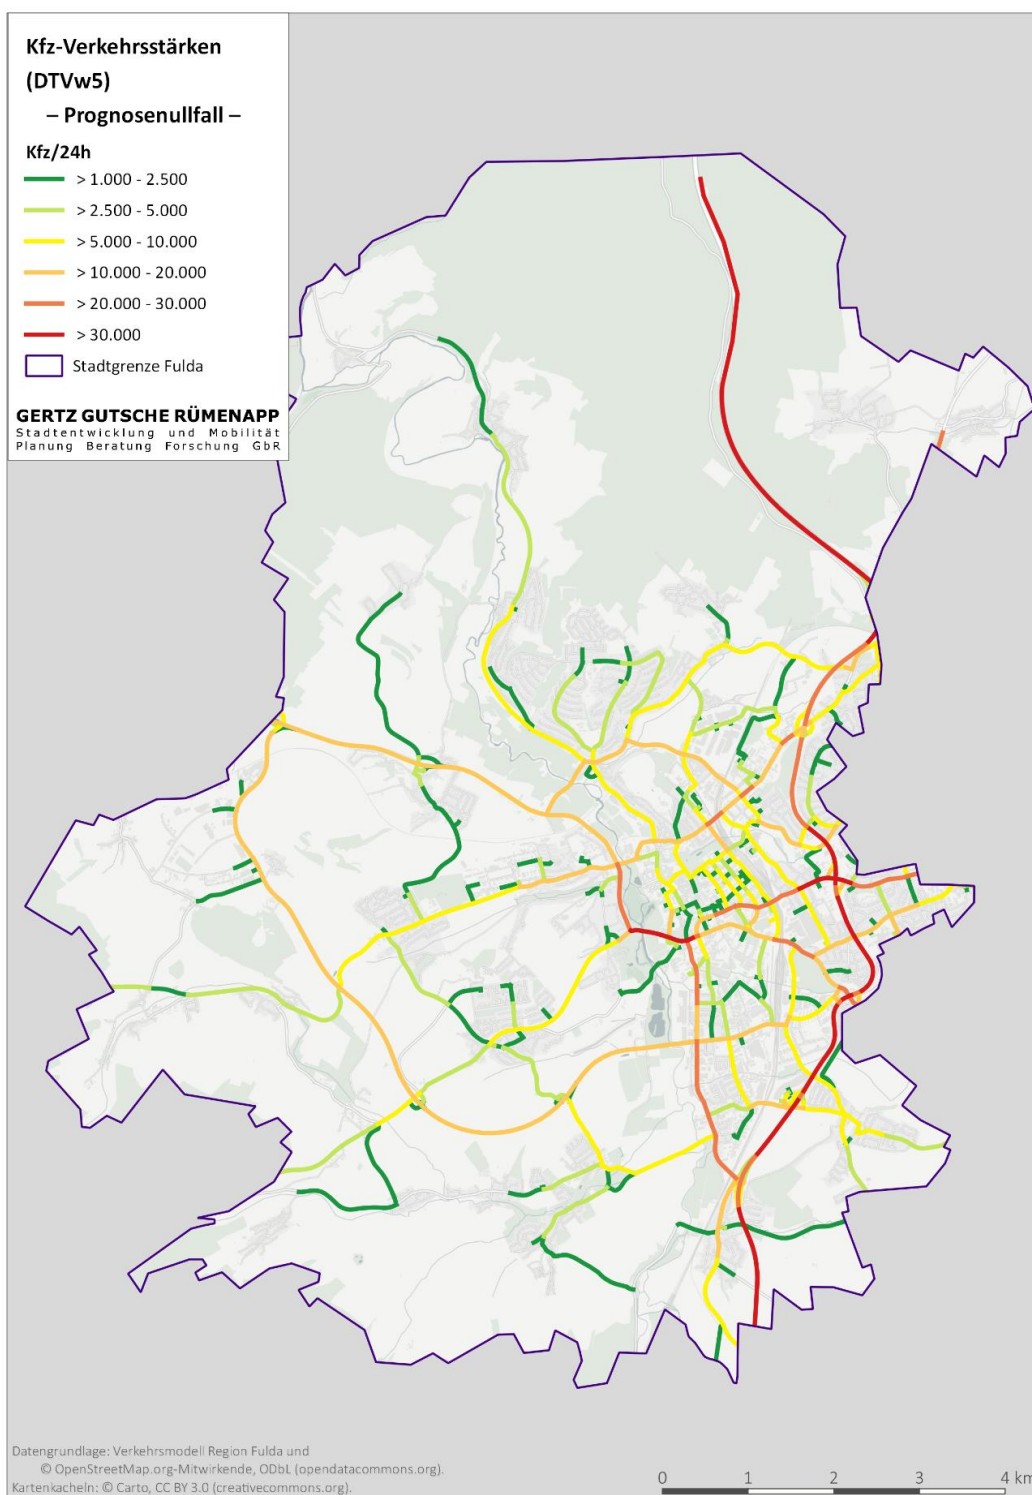 Kfz-Verkehrsstärken
(DTVw5)
– Prognosenullfall –
Kfz/24h
> 1.000 - 2.500
> 2.500 - 5.000
> 5.000 - 10.000
> 10.000 - 20.000
> 20.000 - 30.000
> 30.000
Stadtgrenze Fulda
GERTZ GUTSCHE RÜMENAPP
Stadtentwicklung und Mobilität
Planung Beratung Forschung GbR
Datengrundlage: Verkehrsmodell Region Fulda und
© OpenStreetMap.org-Mitwirkende, ODbL (opendatacommons.org).
Kartenkacheln: © Carto, CC BY 3.0 (creativecommons.org).
0 1 2 3 4 km